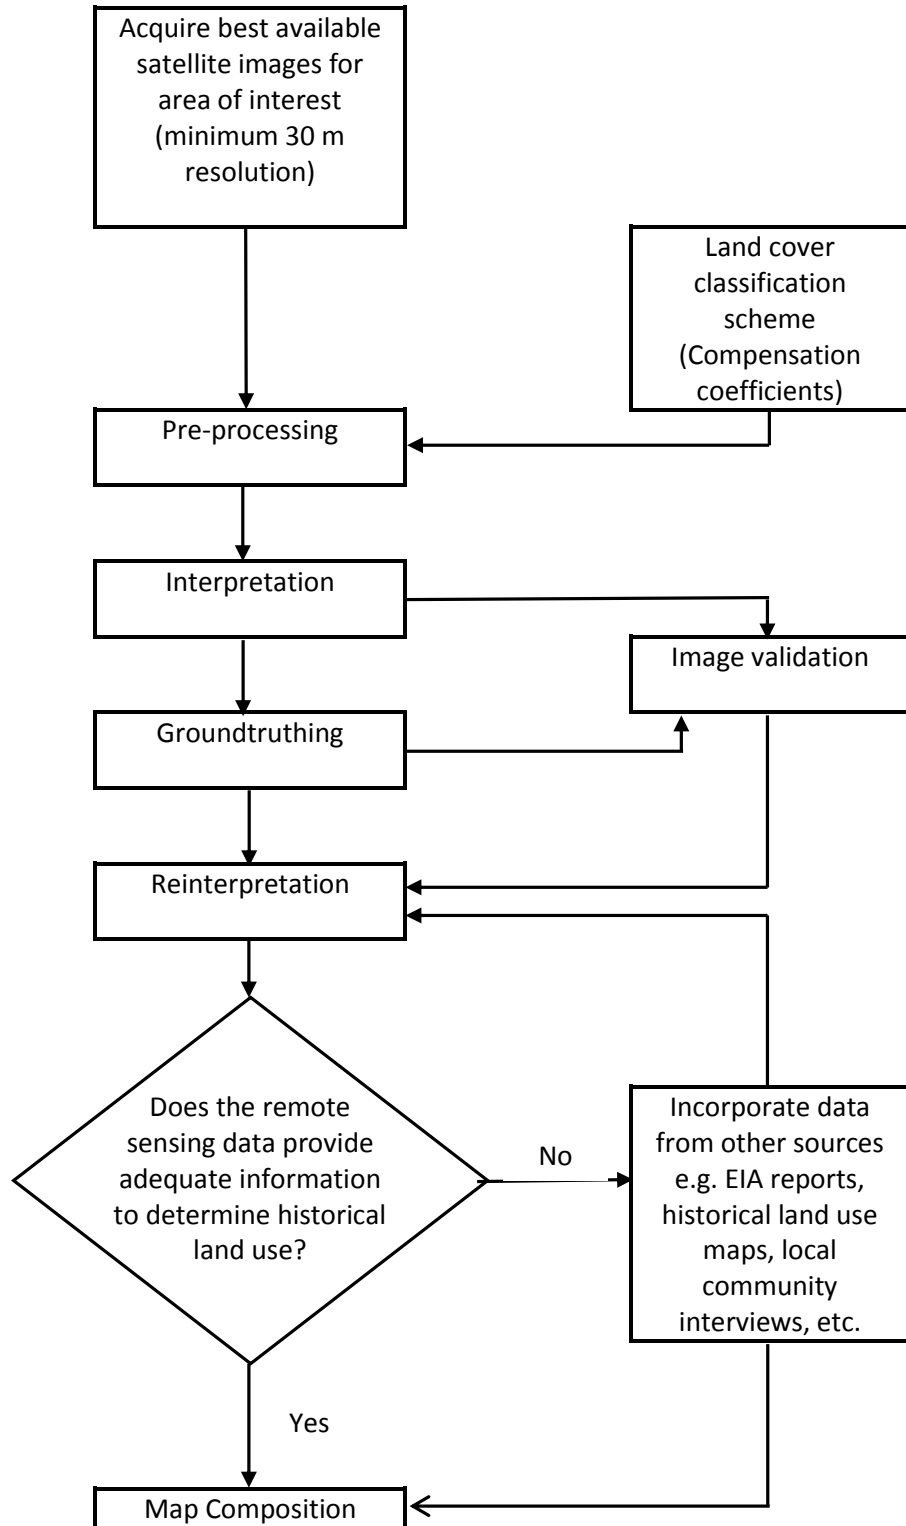 Acquire best available
satellite images for
area of interest
(minimum 30 m
resolution)
Land cover
classification
scheme
(Compensation
coefficients)
Pre-processing
Interpretation
Image validation
Groundtruthing
Reinterpretation
Does the remote
sensing data provide
adequate information
to determine historical
land use?
No
Incorporate data
from other sources
e.g. EIA reports,
historical land use
maps, local
community
interviews, etc.
Yes
Map Composition